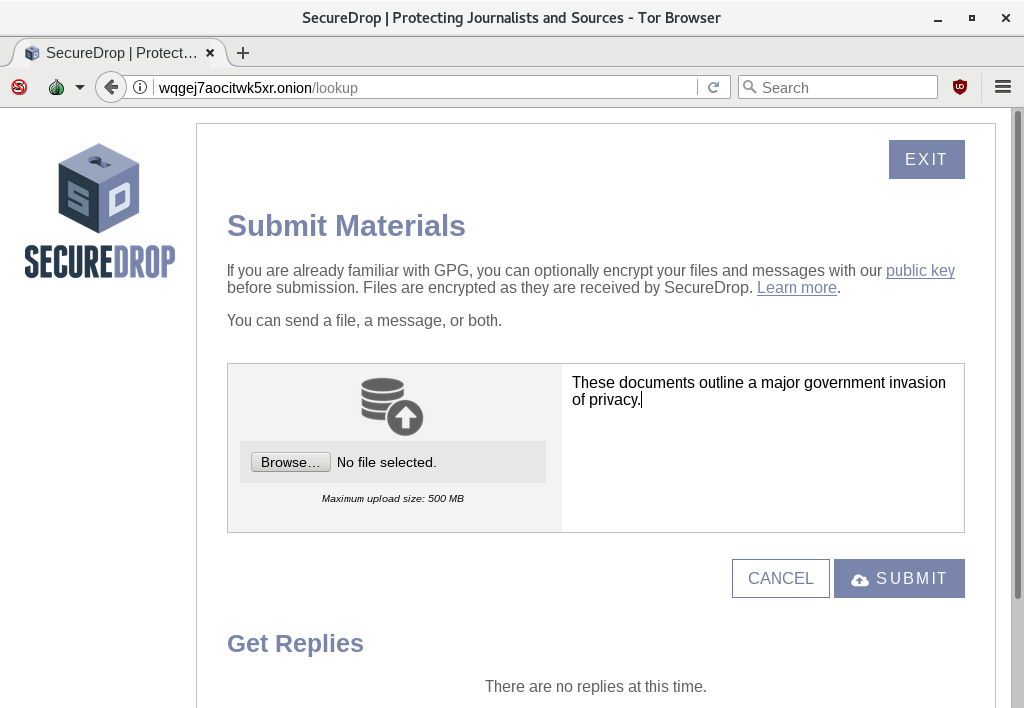 SecureDrop | Protecting Journalists and Sources - Tor Browser
SecureDrop | Protect…
wqgej7aocitwk5xr.onion/lookup
Search
SECUREDROP
EXIT
Submit Materials
If you are already familiar with GPG, you can optionally encrypt your files and messages with our public key
before submission. Files are encrypted as they are received by SecureDrop. Learn more.
You can send a file, a message, or both.
Browse… No file selected.
Maximum upload size: 500 MB
These documents outline a major government invasion
of privacy.
CANCEL
SUBMIT
Get Replies
There are no replies at this time.